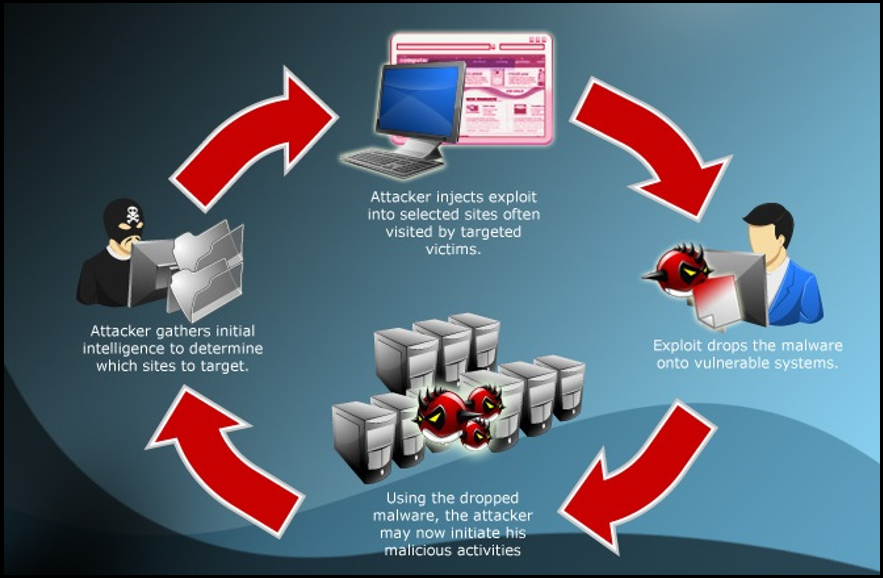 Attacker injects exploit
into selected sites often
visited by targeted
victims.
Attacker gathers initial
intelligence to determine
which sites to target.
Exploit drops the malware
onto vulnerable systems.
Using the dropped
malware, the attacker
may now initiate his
malicious activities